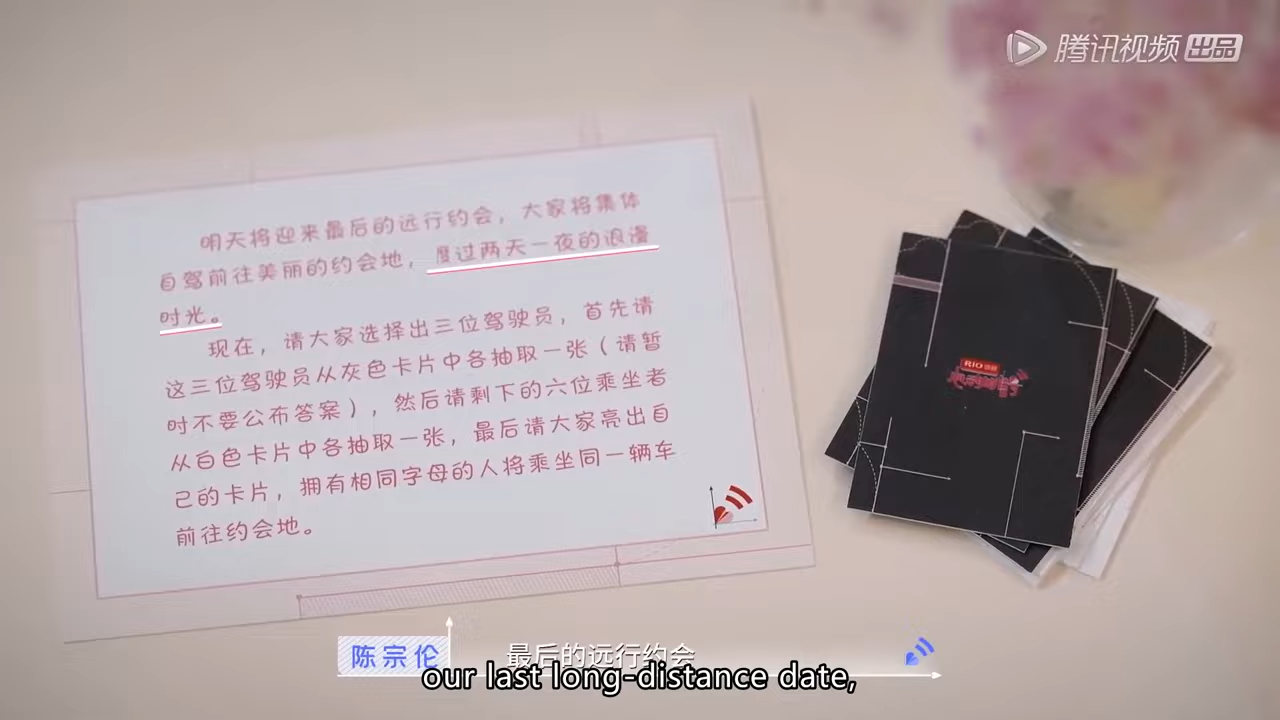 腾讯视频 出品
明天将迎来最后的远行约会，大家将集体
自驾前往美丽的约会地，度过两天一夜的浪漫
时光。
现在，请大家选择出三位驾驶员，首先请
这三位驾驶员从灰色卡片中各抽取一张（请暂
时不要公布答案），然后请剩下的六位乘坐者
从白色卡片中各抽取一张，最后请大家亮出自
己的卡片，拥有相同字母的人将乘坐同一辆车
前往约会地。
RIO
陈宗伦
最后的远行约会
our last long-distance date,